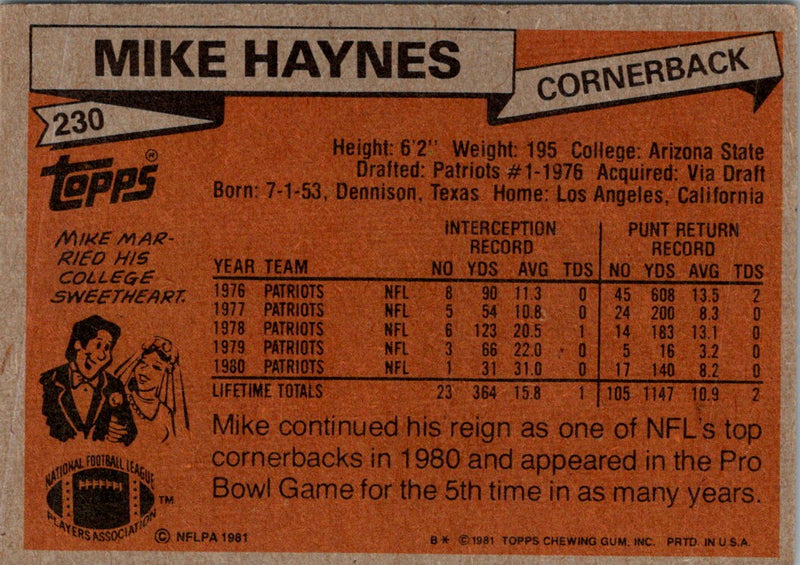 MIKE HAYNES
CORNERBACK
230
TOPPS®
Height: 6'2" Weight: 195 College: Arizona State
Drafted: Patriots #1-1976 Acquired: Via Draft
Born: 7-1-53, Dennison, Texas Home: Los Angeles, California
MIKE MAR-
RIED HIS
COLLEGE
SWEETHEART.
INTERCEPTION PUNT RETURN
RECORD RECORD
YEAR TEAM NO YDS AVG TDS NO YDS AVG TDS
1976 PATRIOTS NFL 8 90 11.3 0 45 608 13.5 2
1977 PATRIOTS NFL 5 54 10.8 0 24 200 8.3 0
1978 PATRIOTS NFL 6 123 20.5 1 14 183 13.1 0
1979 PATRIOTS NFL 3 66 22.0 0 5 16 3.2 0
1980 PATRIOTS NFL 1 31 31.0 0 17 140 8.2 0
LIFETIME TOTALS 23 364 15.8 1 105 1147 10.9 2
Mike continued his reign as one of NFL's top
cornerbacks in 1980 and appeared in the Pro
Bowl Game for the 5th time in as many years.
NATIONAL FOOTBALL LEAGUE
PLAYERS ASSOCIATION
TM
© NFLPA 1981
B* © 1981 TOPPS CHEWING GUM, INC. PRTD. IN U.S.A.